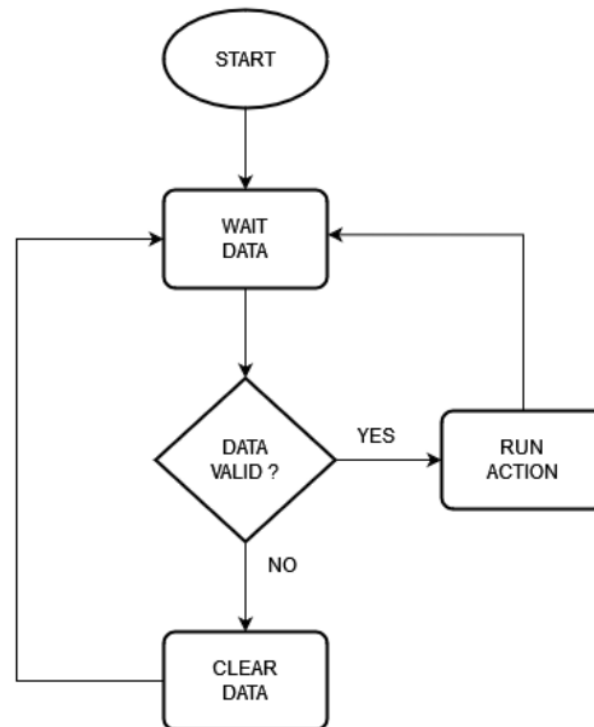 START
WAIT
DATA
DATA
VALID ?
YES
RUN
ACTION
NO
CLEAR
DATA